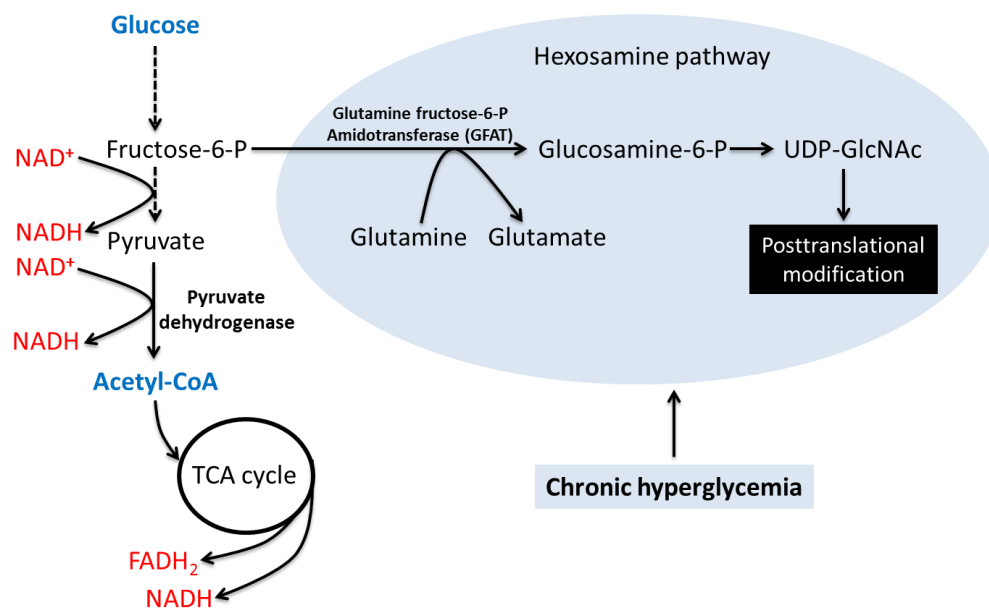 Glucose
Hexosamine pathway
Glutamine fructose-6-P
Amidotransferase (GFAT)
NAD⁺
Fructose-6-P
Glucosamine-6-P
UDP-GlcNAc
NADH
Pyruvate
Glutamine
Glutamate
Posttranslational
modification
NAD⁺
Pyruvate
dehydrogenase
NADH
Acetyl-CoA
TCA cycle
Chronic hyperglycemia
FADH₂
NADH